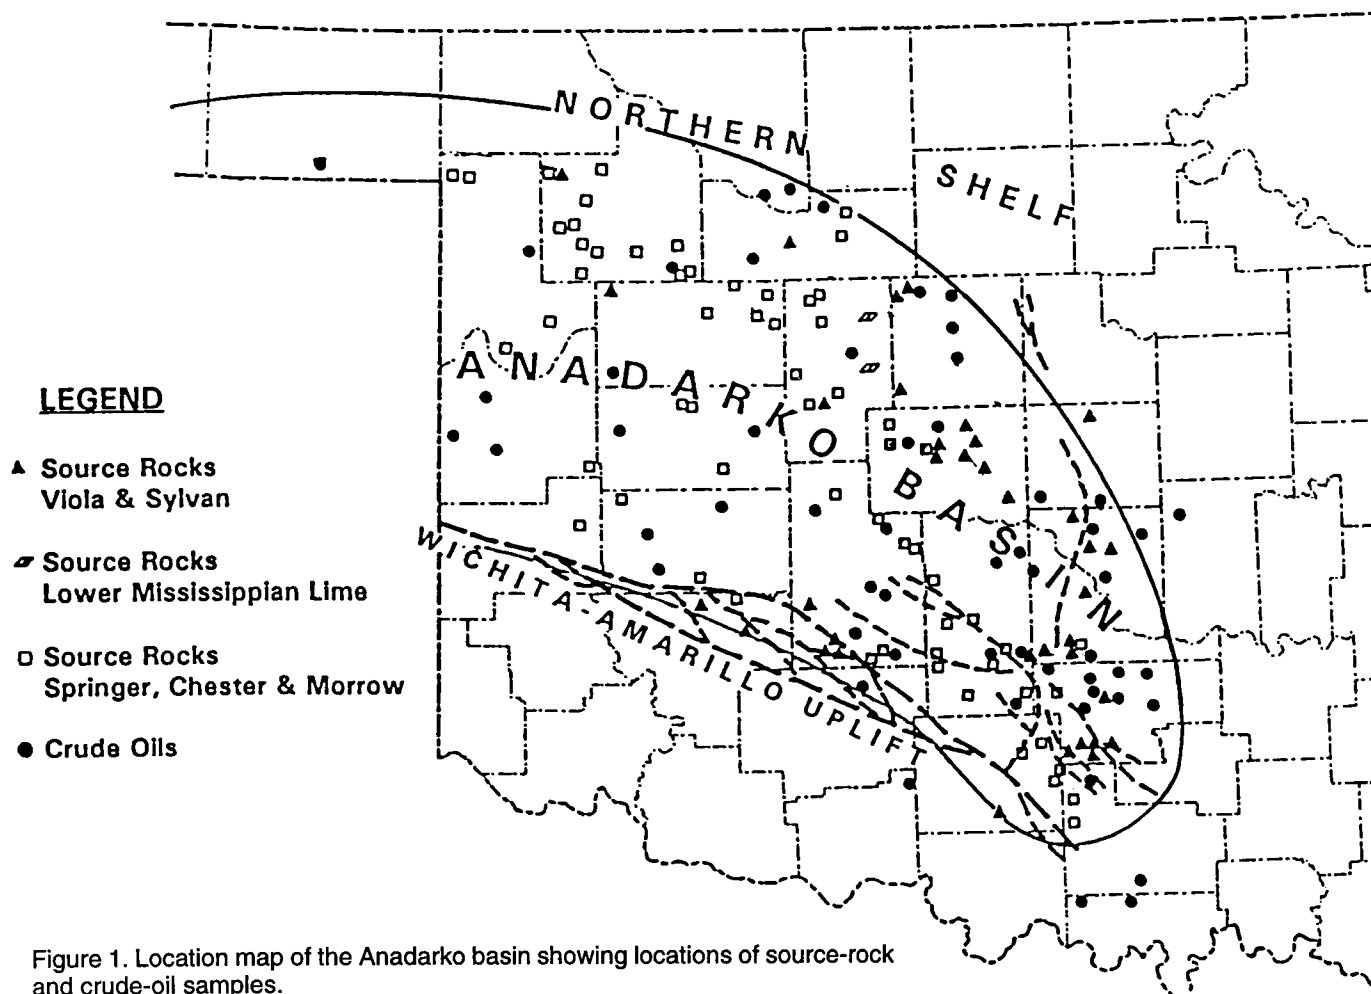 NORTHERN
SHELF
ANADARKO
BASIN
WICHITA-AMARILLO UPLIFT
LEGEND
Source Rocks
Viola & Sylvan
Source Rocks
Lower Mississippian Lime
Source Rocks
Springer, Chester & Morrow
Crude Oils
Figure 1. Location map of the Anadarko basin showing locations of source-rock
and crude-oil samples.